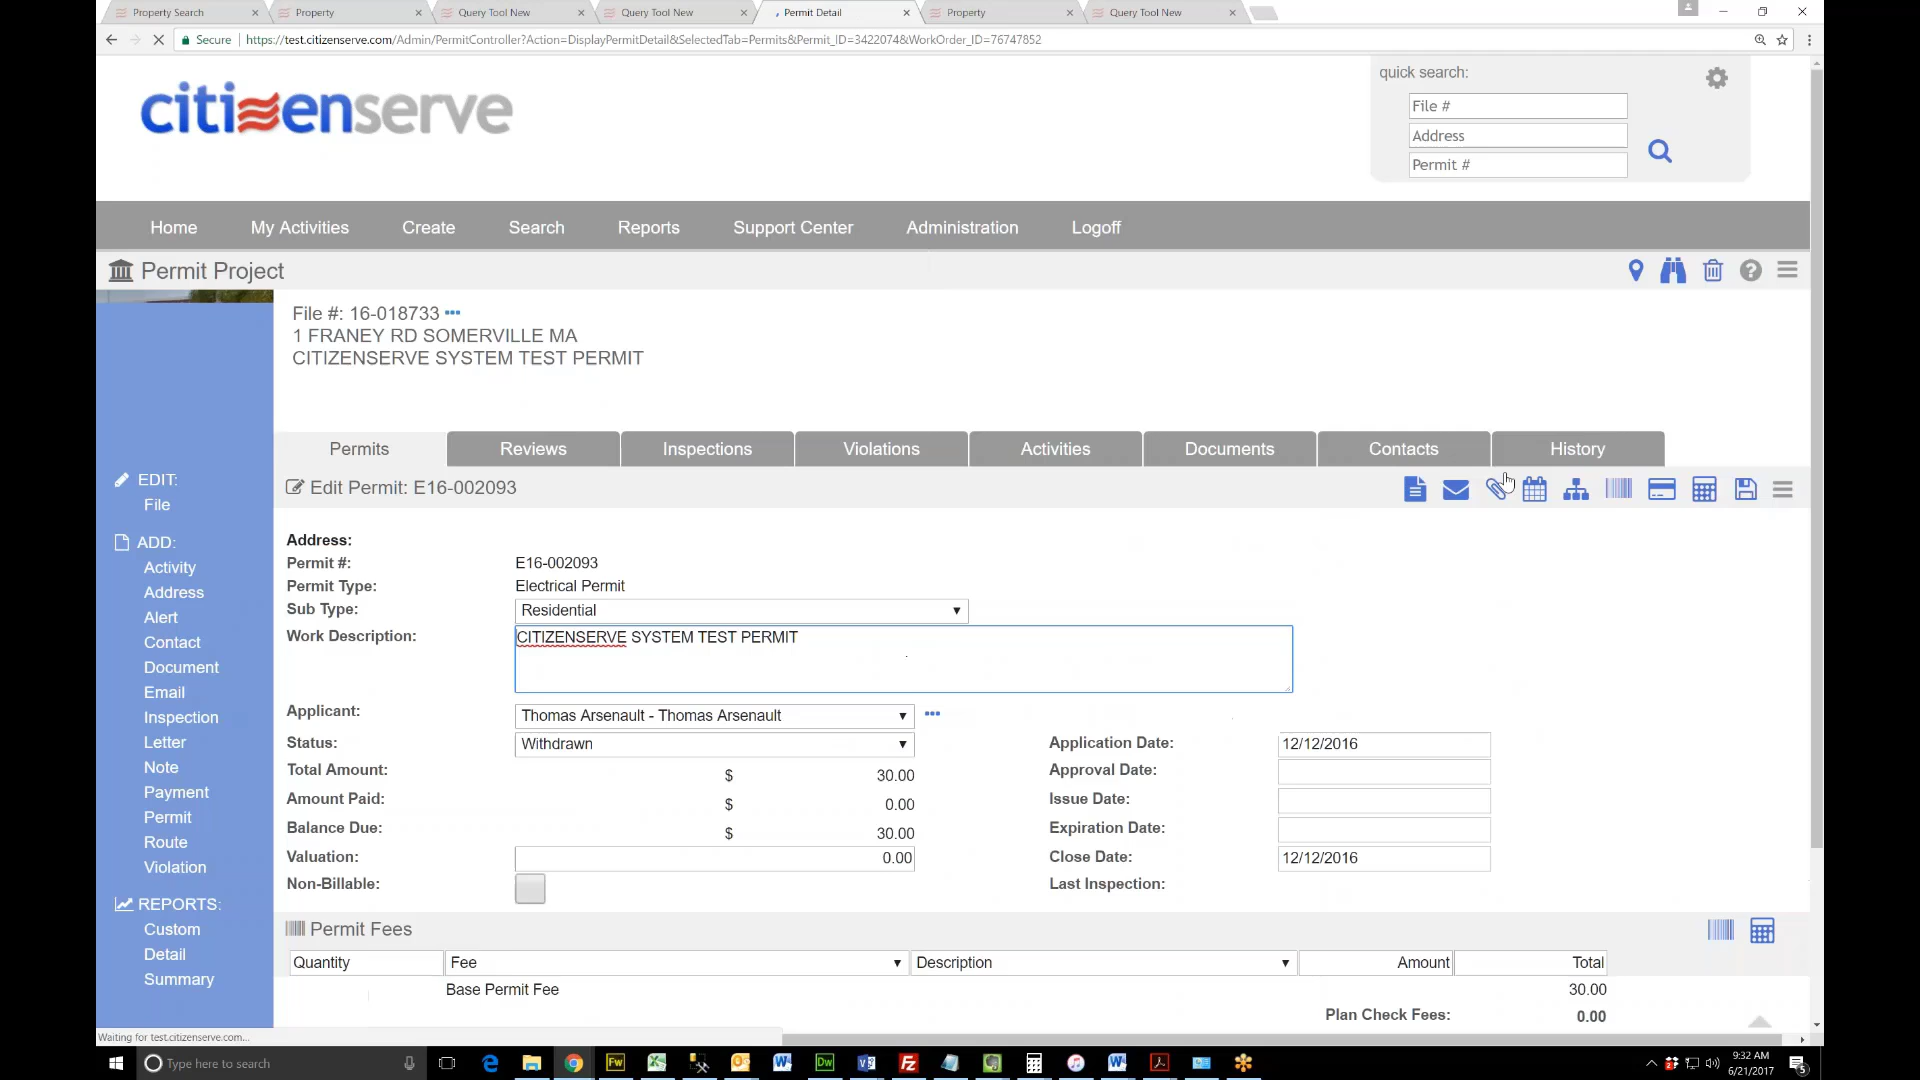 Property Search
Property
Query Tool New
Query Tool New
Permit Detail
Property
Query Tool New
Secure
https://test.citizenserve.com/Admin/PermitController?Action=DisplayPermitDetail&SelectedTab=Permits&Permit_ID=3422074&WorkOrder_ID=76747852
citizenserve
quick search:
File #
Address
Permit #
Home
My Activities
Create
Search
Reports
Support Center
Administration
Logoff
Permit Project
File #: 16-018733
1 FRANEY RD SOMERVILLE MA
CITIZENSERVE SYSTEM TEST PERMIT
Permits
Reviews
Inspections
Violations
Activities
Documents
Contacts
History
EDIT:
File
ADD:
Activity
Address
Alert
Contact
Document
Email
Inspection
Letter
Note
Payment
Permit
Route
Violation
REPORTS:
Custom
Detail
Summary
Edit Permit: E16-002093
Address:
Permit #: E16-002093
Permit Type: Electrical Permit
Sub Type: Residential
Work Description: CITIZENSERVE SYSTEM TEST PERMIT
Applicant: Thomas Arsenault - Thomas Arsenault
Status: Withdrawn
Application Date: 12/12/2016
Total Amount: $ 30.00
Approval Date:
Amount Paid: $ 0.00
Issue Date:
Balance Due: $ 30.00
Expiration Date:
Valuation: 0.00
Close Date: 12/12/2016
Non-Billable:
Last Inspection:
Permit Fees
Quantity Fee Description Amount Total
Base Permit Fee 30.00
Plan Check Fees: 0.00
Waiting for test.citizenserve.com...
Type here to search
9:32 AM
6/21/2017